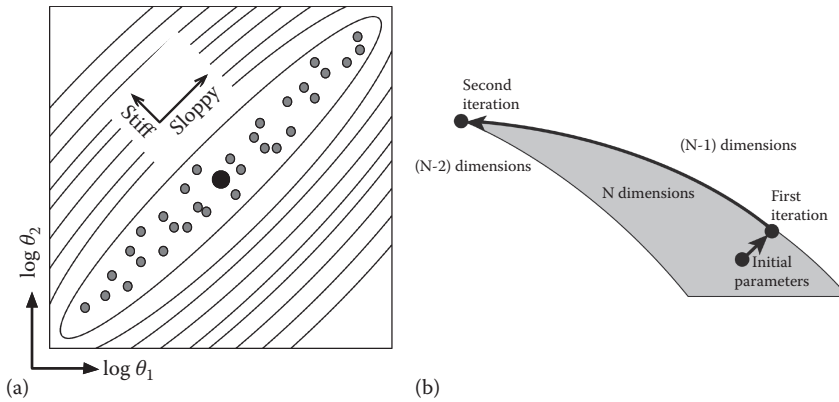 Stiff
Sloppy
log θ2
log θ1
(a)
Second
iteration
(N-1) dimensions
(N-2) dimensions
N dimensions
First
iteration
Initial
parameters
(b)